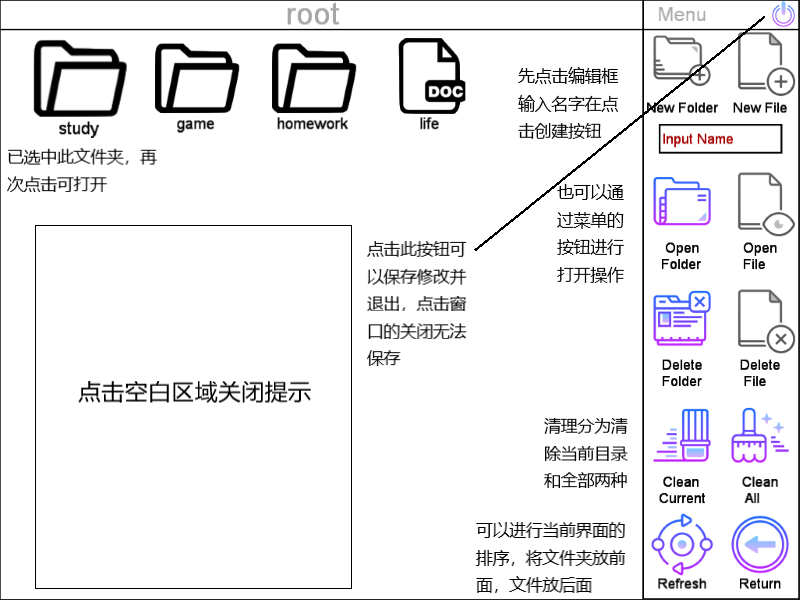 root
Menu
study
game
homework
life
DOC
已选中此文件夹，再
次点击可打开
先点击编辑框
输入名字在点
击创建按钮
New Folder
New File
Input Name
也可以通
过菜单的
按钮进行
打开操作
点击此按钮可
以保存修改并
退出，点击窗
口的关闭无法
保存
点击空白区域关闭提示
Open
Folder
Open
File
Delete
Folder
Delete
File
清理分为清
除当前目录
和全部两种
Clean
Current
Clean
All
可以进行当前界面的
排序，将文件夹放前
面，文件放后面
Refresh
Return